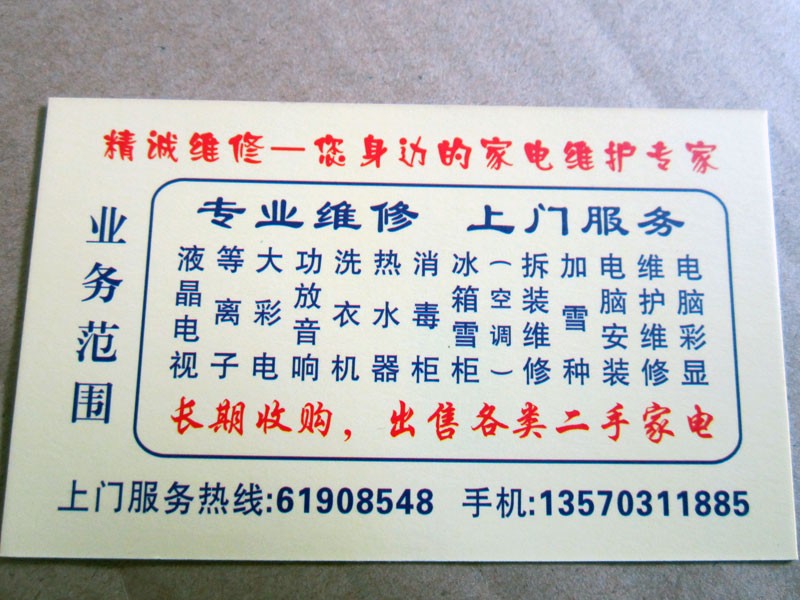 精诚维修—您身边的家电维护专家
业务范围
专业维修 上门服务
液晶电视
等离子
大彩电
功放音响
洗衣机
热水器
消毒柜
冰箱雪柜
(空调)
拆装维修
加雪种
电脑安装
维护维修
电脑彩显
长期收购，出售各类二手家电
上门服务热线:61908548 手机:13570311885